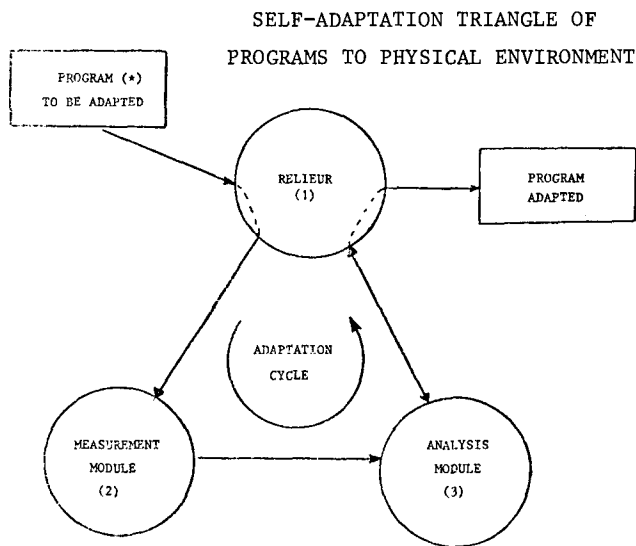 SELF-ADAPTATION TRIANGLE OF
PROGRAMS TO PHYSICAL ENVIRONMENT
PROGRAM (*)
TO BE ADAPTED
RELIEUR
(1)
PROGRAM
ADAPTED
ADAPTATION
CYCLE
MEASUREMENT
MODULE
(2)
ANALYSIS
MODULE
(3)